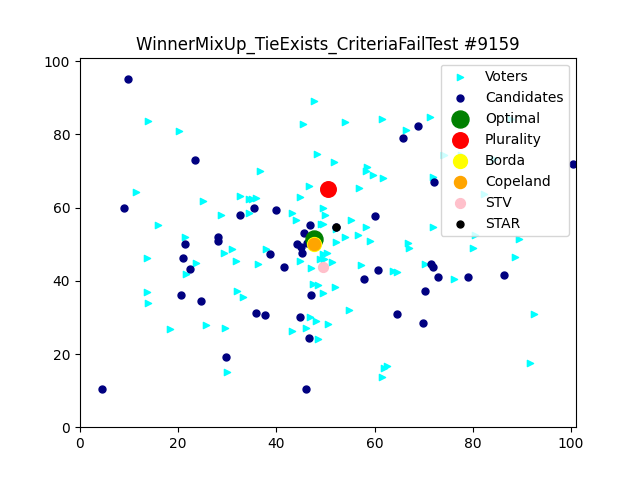 WinnerMixUp_TieExists_CriteriaFailTest #9159
100
80
60
40
20
0
0
20
40
60
80
100
Voters
Candidates
Optimal
Plurality
Borda
Copeland
STV
STAR